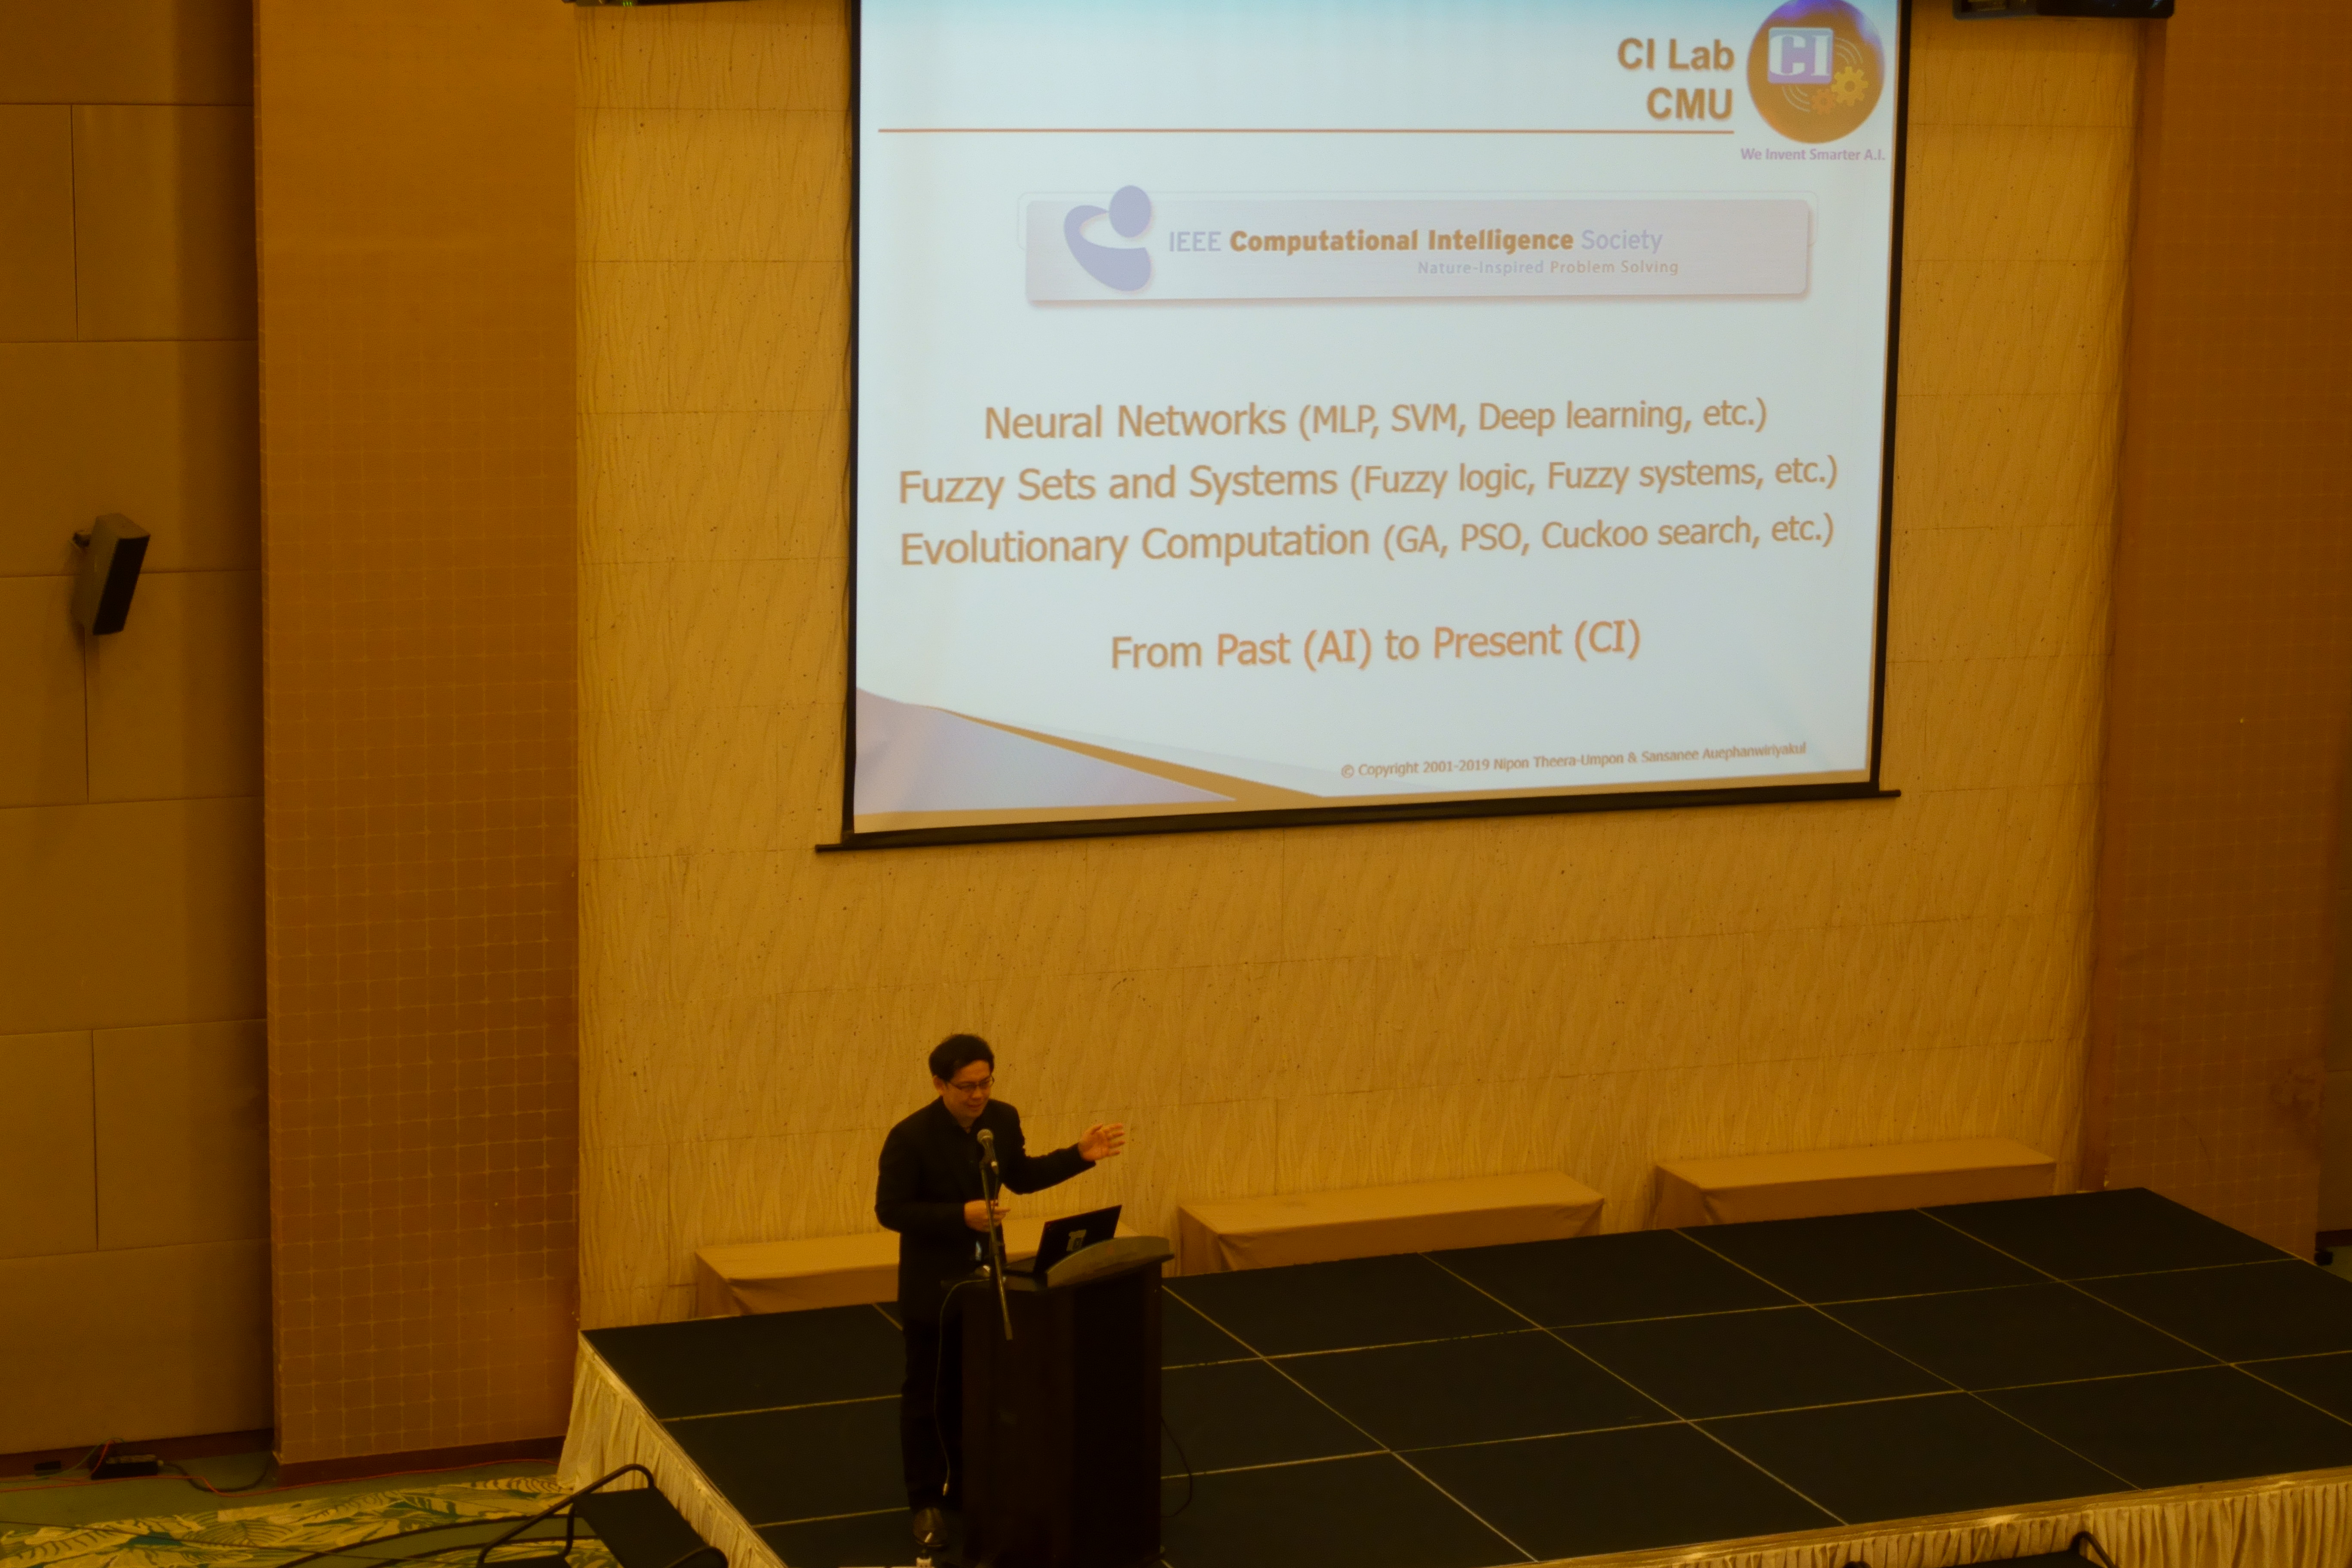 CI Lab
CMU
CI
We Invent Smarter A.I.
IEEE Computational Intelligence Society
Nature-Inspired Problem Solving
Neural Networks (MLP, SVM, Deep learning, etc.)
Fuzzy Sets and Systems (Fuzzy logic, Fuzzy systems, etc.)
Evolutionary Computation (GA, PSO, Cuckoo search, etc.)
From Past (AI) to Present (CI)
© Copyright 2001-2019 Nipon Theera-Umpon & Sansanee Auephanwiriyakul